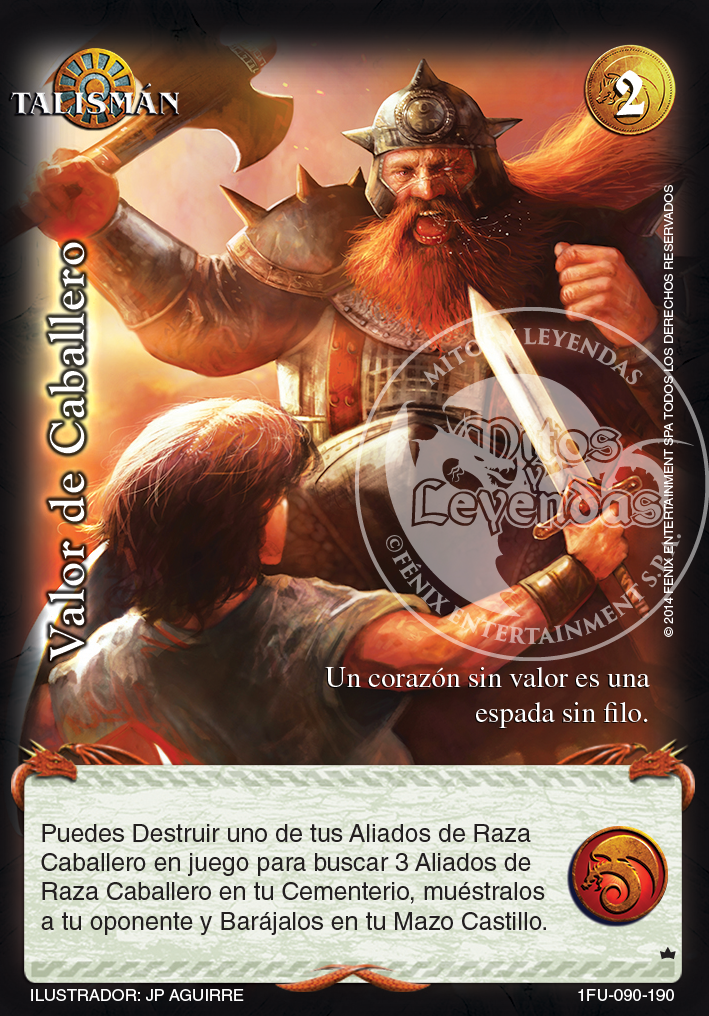 TALISMÁN
2
Valor de Caballero
© 2014 FENIX ENTERTAINMENT SPA TODOS LOS DERECHOS RESERVADOS
MITOS Y LEYENDAS
Mitos
y
Leyendas
© FÉNIX ENTERTAINMENT S.P.A.
Un corazón sin valor es una
espada sin filo.
Puedes Destruir uno de tus Aliados de Raza
Caballero en juego para buscar 3 Aliados de
Raza Caballero en tu Cementerio, muéstralos
a tu oponente y Barájalos en tu Mazo Castillo.
ILUSTRADOR: JP AGUIRRE
1FU-090-190